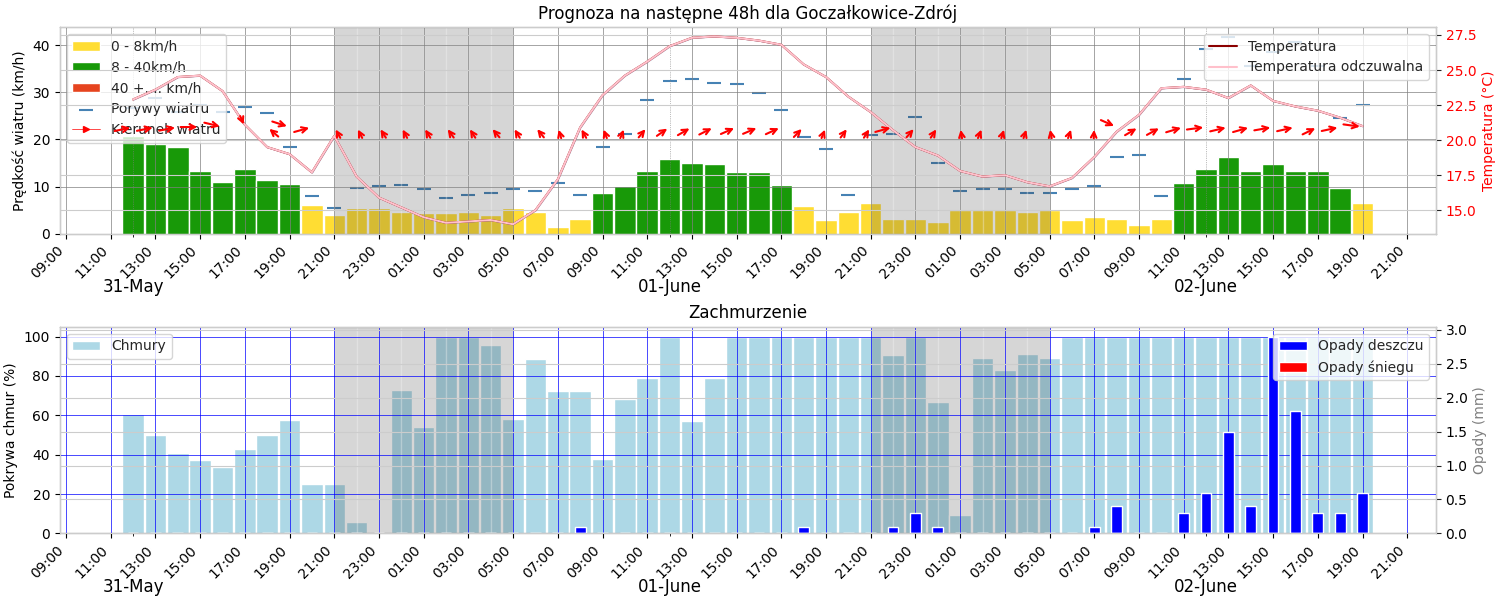 Prognoza na następne 48h dla Goczałkowice-Zdrój
Prędkość wiatru (km/h)
40
30
20
10
0
0 - 8km/h
8 - 40km/h
40 +... km/h
Porywy wiatru
Kierunek wiatru
Temperatura
Temperatura odczuwalna
27.5
25.0
22.5
20.0
17.5
15.0
Temperatura (°C)
09:00 11:00 13:00 15:00 17:00 19:00 21:00 23:00 01:00 03:00 05:00 07:00 09:00 11:00 13:00 15:00 17:00 19:00 21:00 23:00 01:00 03:00 05:00 07:00 09:00 11:00 13:00 15:00 17:00 19:00 21:00
31-May 01-June 02-June
Zachmurzenie
Pokrywa chmur (%)
100
80
60
40
20
0
Chmury
Opady deszczu
Opady śniegu
3.0
2.5
2.0
1.5
1.0
0.5
0.0
Opady (mm)
09:00 11:00 13:00 15:00 17:00 19:00 21:00 23:00 01:00 03:00 05:00 07:00 09:00 11:00 13:00 15:00 17:00 19:00 21:00 23:00 01:00 03:00 05:00 07:00 09:00 11:00 13:00 15:00 17:00 19:00 21:00
31-May 01-June 02-June